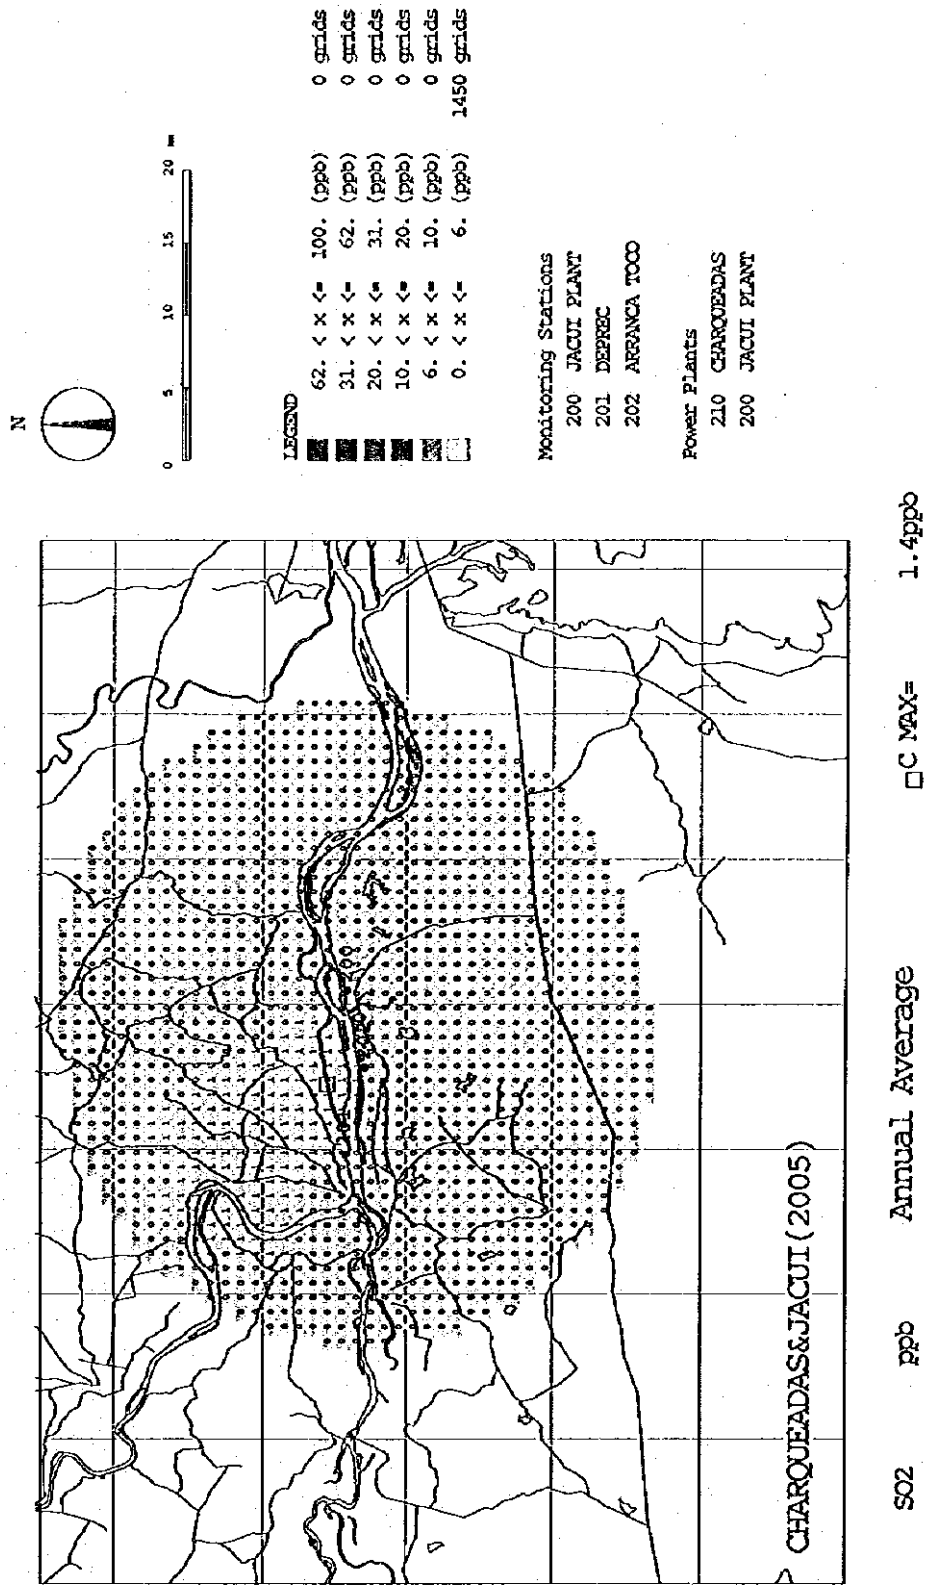 N
0 5 10 15 20 m
LEGEND
62. < x <= 100. (ppb) 0 grids
31. < x <= 62. (ppb) 0 grids
20. < x <= 31. (ppb) 0 grids
10. < x <= 20. (ppb) 0 grids
6. < x <= 10. (ppb) 0 grids
0. < x <= 6. (ppb) 1450 grids
Monitoring Stations
200 JACUI PLANT
201 DEPREC
202 ARRANCA TOCO
Power Plants
210 CHARQUEADAS
200 JACUI PLANT
CHARQUEADAS&JACUI(2005)
SO2 ppb Annual Average □C MAX= 1.4ppb